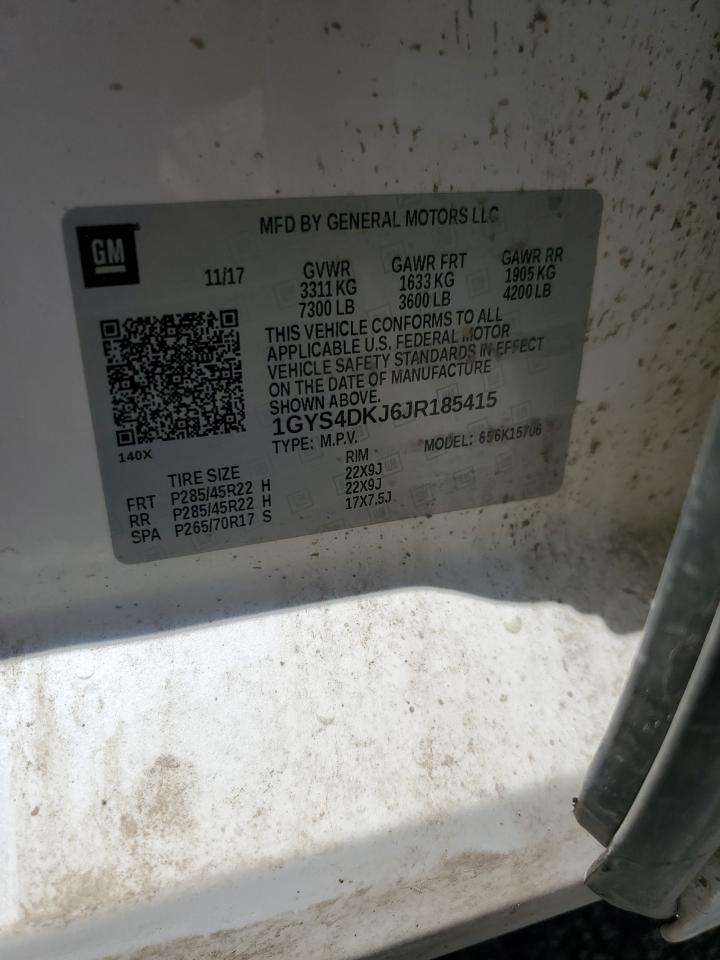 MFD BY GENERAL MOTORS LLC
GM
11/17
GVWR GAWR FRT GAWR RR
3311 KG 1633 KG 1905 KG
7300 LB 3600 LB 4200 LB
THIS VEHICLE CONFORMS TO ALL
APPLICABLE U.S. FEDERAL MOTOR
VEHICLE SAFETY STANDARDS IN EFFECT
ON THE DATE OF MANUFACTURE
SHOWN ABOVE.
1GYS4DKJ6JR185415
TYPE: M.P.V. MODEL: 656K15706
140X
TIRE SIZE RIM
FRT P285/45R22 H 22X9J
RR P285/45R22 H 22X9J
SPA P265/70R17 S 17X7.5J